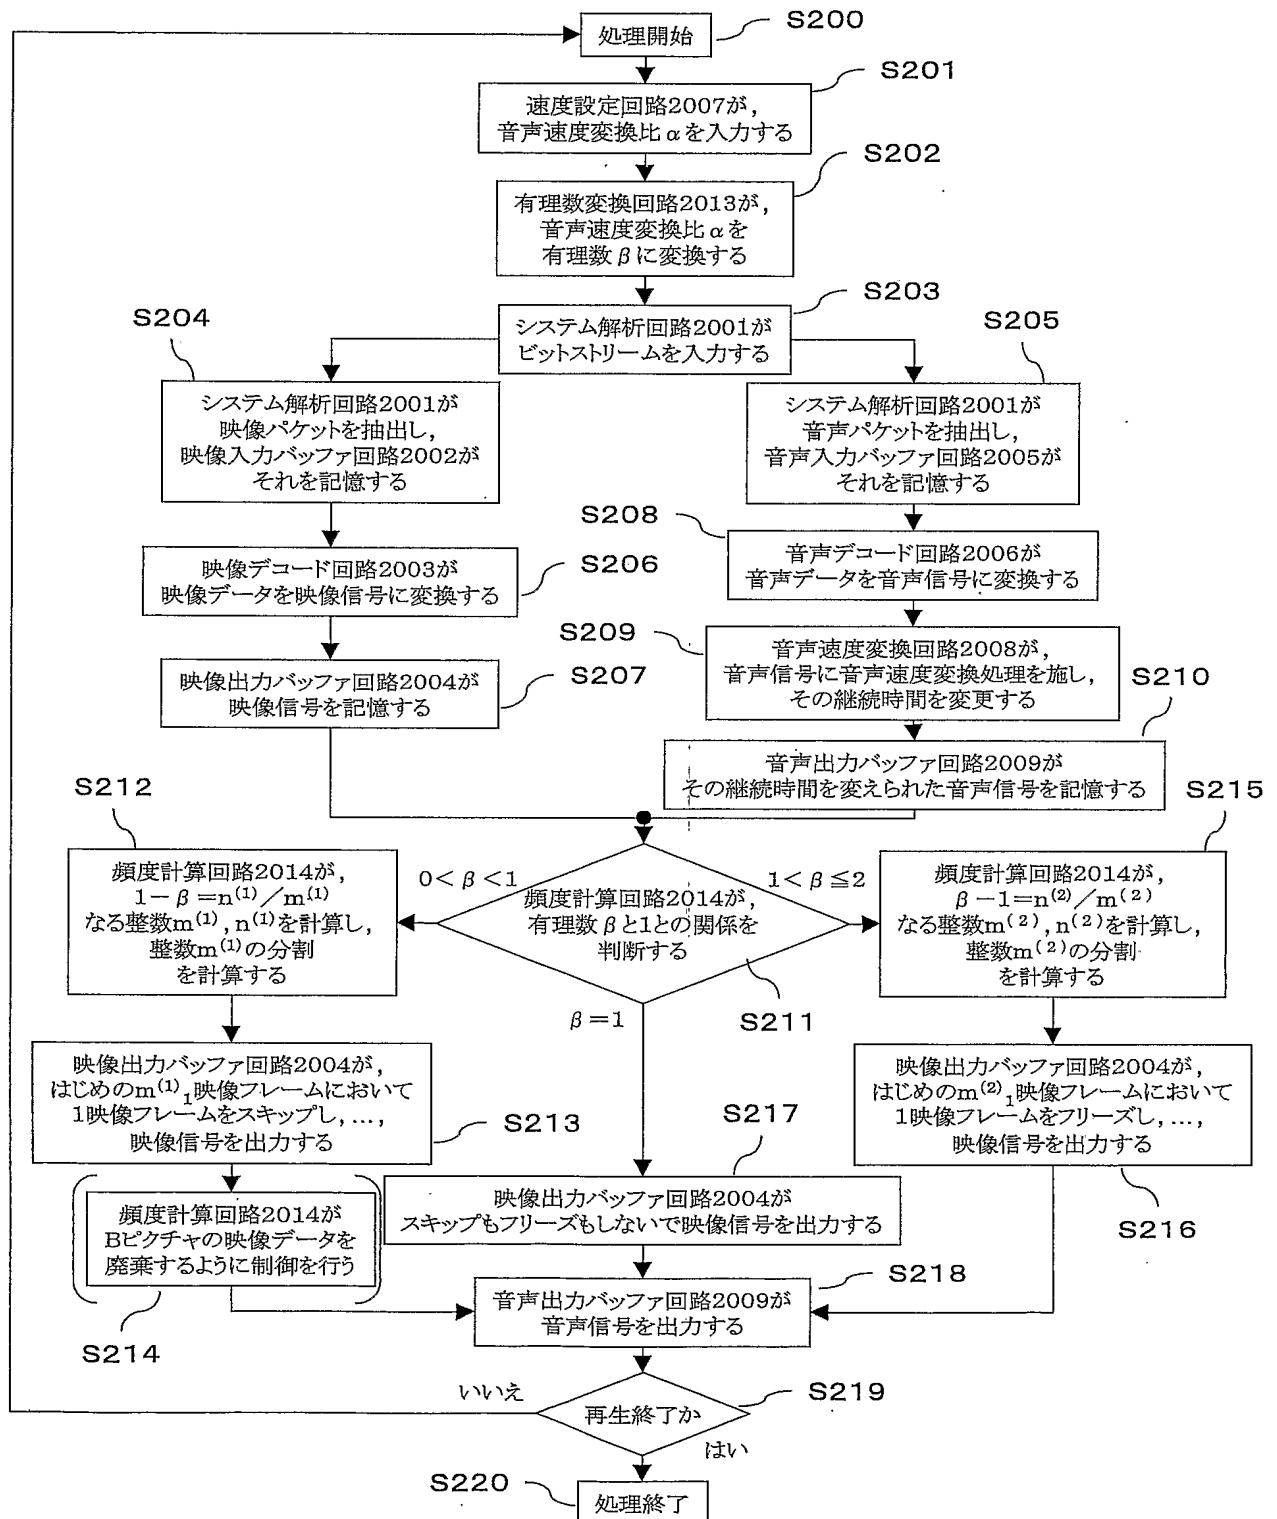 S200
処理開始
S201
速度設定回路2007が,
音声速度変換比αを入力する
S202
有理数変換回路2013が,
音声速度変換比αを
有理数βに変換する
S203
システム解析回路2001が
ビットストリームを入力する
S204
システム解析回路2001が
映像パケットを抽出し,
映像入力バッファ回路2002が
それを記憶する
S205
システム解析回路2001が
音声パケットを抽出し,
音声入力バッファ回路2005が
それを記憶する
S206
映像デコード回路2003が
映像データを映像信号に変換する
S208
音声デコード回路2006が
音声データを音声信号に変換する
S207
映像出力バッファ回路2004が
映像信号を記憶する
S209
音声速度変換回路2008が,
音声信号に音声速度変換処理を施し,
その継続時間を変更する
S210
音声出力バッファ回路2009が
その継続時間を変えられた音声信号を記憶する
S212
頻度計算回路2014が,
1-β=n⁽¹⁾/m⁽¹⁾
なる整数m⁽¹⁾, n⁽¹⁾を計算し,
整数m⁽¹⁾の分割
を計算する
0<β<1
頻度計算回路2014が,
有理数βと1との関係を
判断する
1<β≦2
β=1
S211
S215
頻度計算回路2014が,
β-1=n⁽²⁾/m⁽²⁾
なる整数m⁽²⁾, n⁽²⁾を計算し,
整数m⁽²⁾の分割
を計算する
映像出力バッファ回路2004が,
はじめのm⁽¹⁾₁映像フレームにおいて
1映像フレームをスキップし, ...,
映像信号を出力する
S213
S217
映像出力バッファ回路2004が
スキップもフリーズもしないで映像信号を出力する
映像出力バッファ回路2004が,
はじめのm⁽²⁾₁映像フレームにおいて
1映像フレームをフリーズし, ...,
映像信号を出力する
S216
頻度計算回路2014が
Bピクチャの映像データを
廃棄するように制御を行う
S214
S218
音声出力バッファ回路2009が
音声信号を出力する
S219
再生終了か
いいえ
はい
S220
処理終了